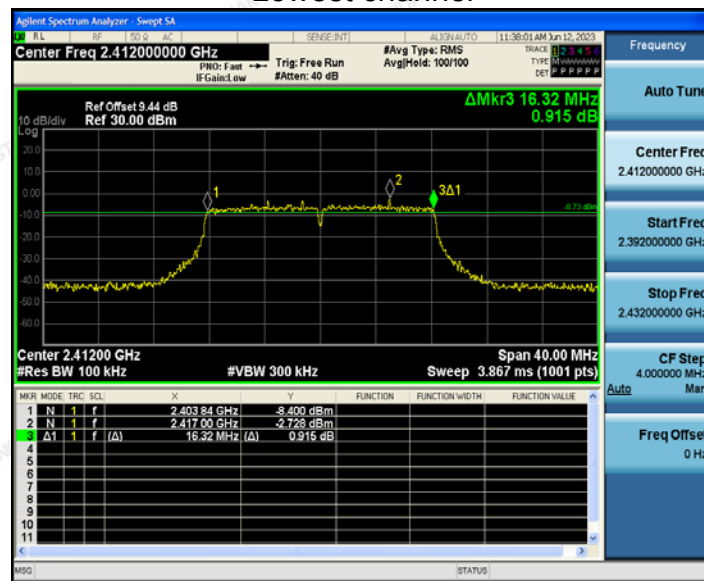 Lowest channel
Agilent Spectrum Analyzer - Swept SA
RL RF 50 Ω AC SENSE:INT ALIGN AUTO 11:38:01 AM Jun 12, 2023
Center Freq 2.412000000 GHz
PNO: Fast
IFGain:Low
Trig: Free Run
#Atten: 40 dB
#Avg Type: RMS
Avg|Hold: 100/100
TRACE 1 2 3 4 5 6
TYPE M
DET P P P P P P
Ref Offset 9.44 dB
Ref 30.00 dBm
10 dB/div
Log
ΔMkr3 16.32 MHz
0.915 dB
20.0
10.0
0.00
-10.0
-20.0
-30.0
-40.0
-50.0
-60.0
1
2
3Δ1
-8.73 dBm
Center 2.41200 GHz
Span 40.00 MHz
#Res BW 100 kHz
#VBW 300 kHz
Sweep 3.867 ms (1001 pts)
MKR MODE TRC SCL X Y FUNCTION FUNCTION WIDTH FUNCTION VALUE
1 N 1 f 2.403 84 GHz -8.400 dBm
2 N 1 f 2.417 00 GHz -2.728 dBm
3 Δ1 1 f (Δ) 16.32 MHz (Δ) 0.915 dB
4
5
6
7
8
9
10
11
MSG
STATUS
Frequency
Auto Tune
Center Freq
2.412000000 GHz
Start Freq
2.392000000 GHz
Stop Freq
2.432000000 GHz
CF Step
4.000000 MHz
Auto Man
Freq Offset
0 Hz